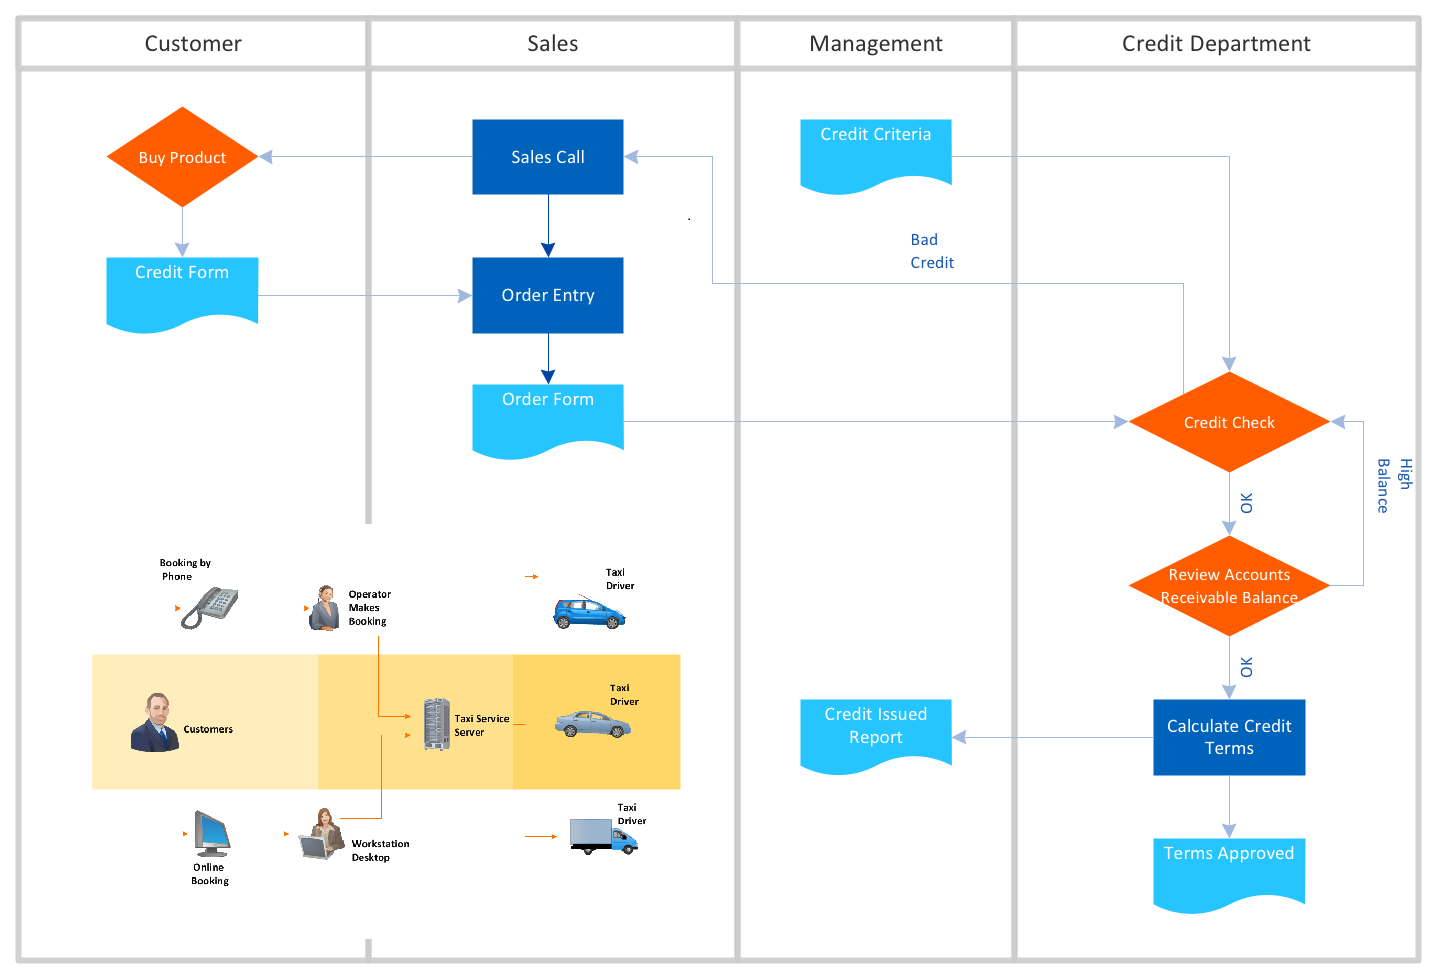 Customer
Sales
Management
Credit Department
Buy Product
Sales Call
Credit Criteria
Bad
Credit
Credit Form
Order Entry
Order Form
Credit Check
High
Balance
OK
Review Accounts
Receivable Balance
OK
Credit Issued
Report
Calculate Credit
Terms
Terms Approved
Booking by
Phone
Operator
Makes
Booking
Taxi
Driver
Customers
Taxi Service
Server
Taxi
Driver
Online
Booking
Workstation
Desktop
Taxi
Driver